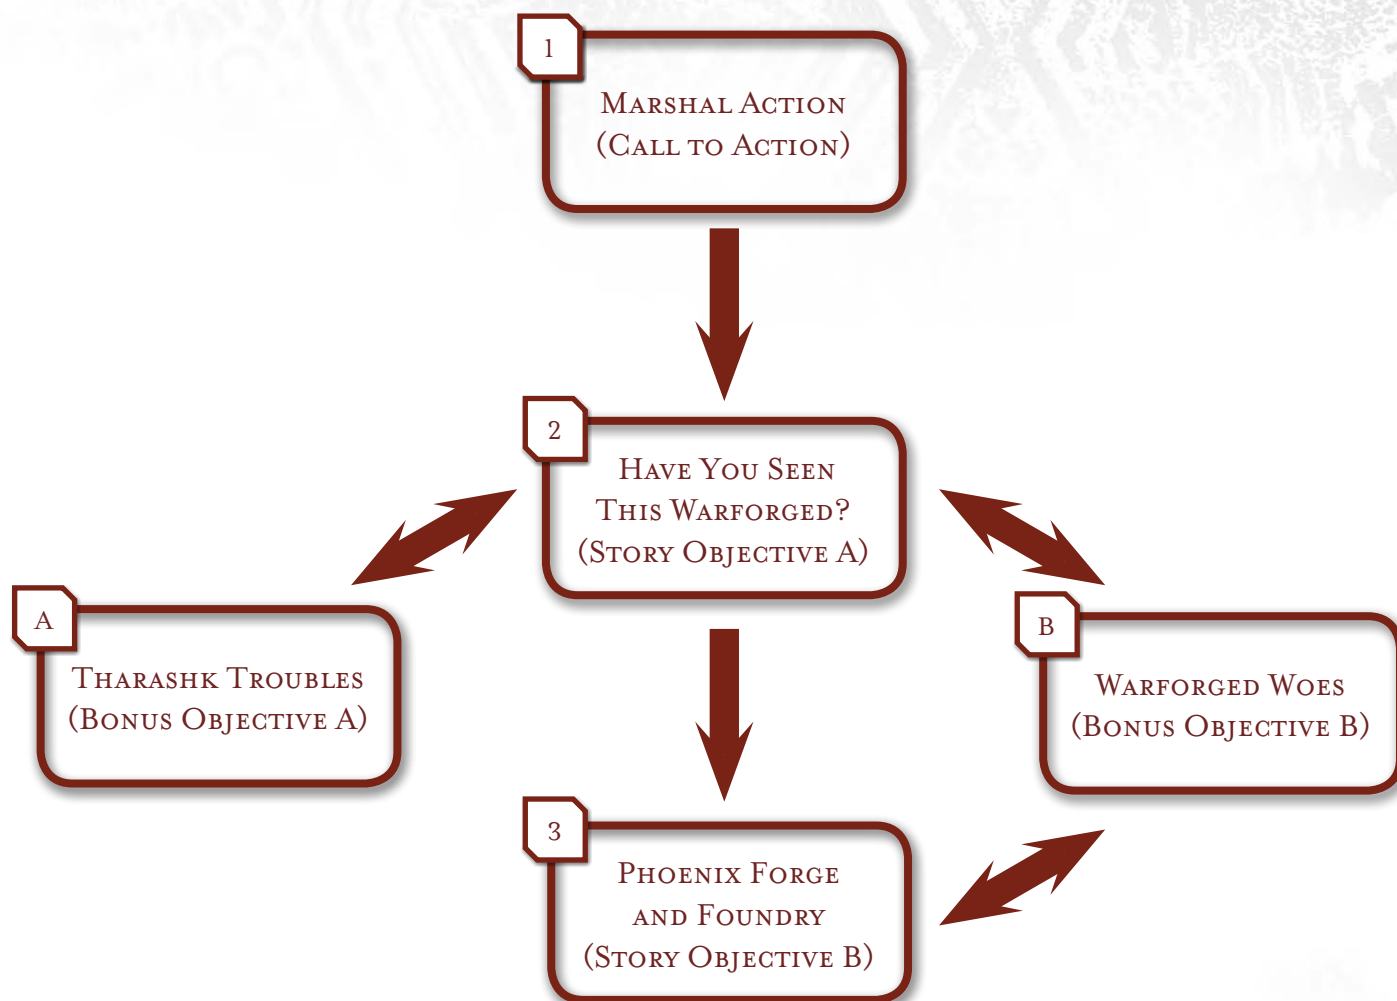 1
Marshal Action
(Call to Action)
2
Have You Seen
This Warforged?
(Story Objective A)
A
Tharashk Troubles
(Bonus Objective A)
B
Warforged Woes
(Bonus Objective B)
3
Phoenix Forge
and Foundry
(Story Objective B)